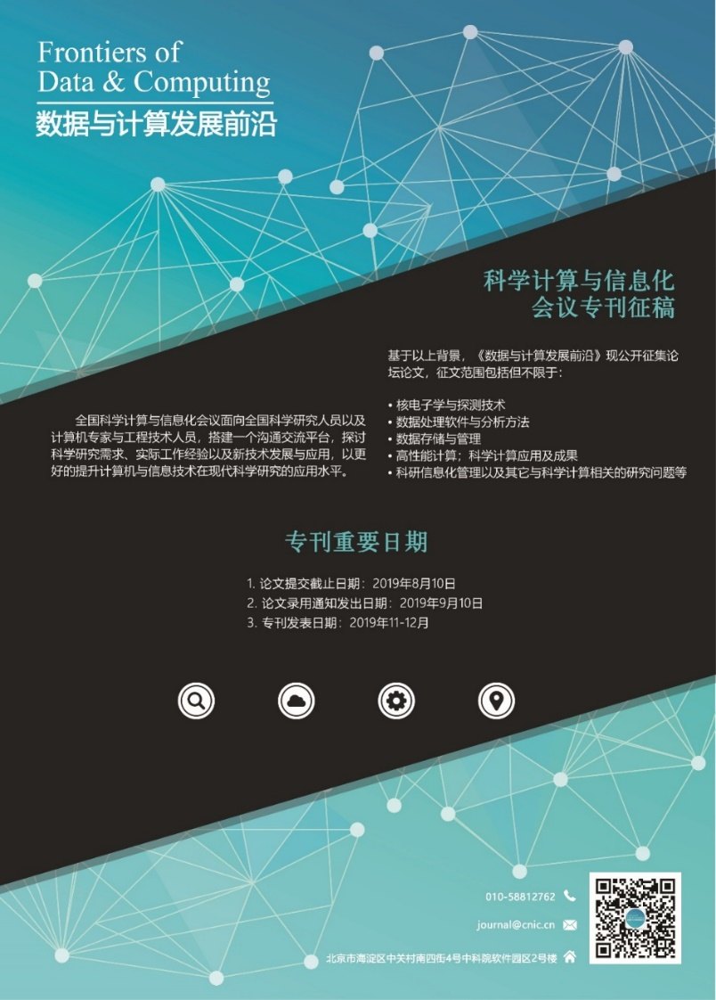 Frontiers of
Data & Computing
数据与计算发展前沿
科学计算与信息化
会议专刊征稿
全国科学计算与信息化会议面向全国科学研究人员以及
计算机专家与工程技术人员，搭建一个沟通交流平台，探讨
科学研究需求、实际工作经验以及新技术发展与应用，以更
好的提升计算机与信息技术在现代科学研究的应用水平。
基于以上背景，《数据与计算发展前沿》现公开征集论
坛论文，征文范围包括但不限于：
• 核电子学与探测技术
• 数据处理软件与分析方法
• 数据存储与管理
• 高性能计算；科学计算应用及成果
• 科研信息化管理以及其它与科学计算相关的研究问题等
专刊重要日期
1. 论文提交截止日期：2019年8月10日
2. 论文录用通知发出日期：2019年9月10日
3. 专刊发表日期：2019年11-12月
010-58812762
journal@cnic.cn
北京市海淀区中关村南四街4号中科院软件园区2号楼